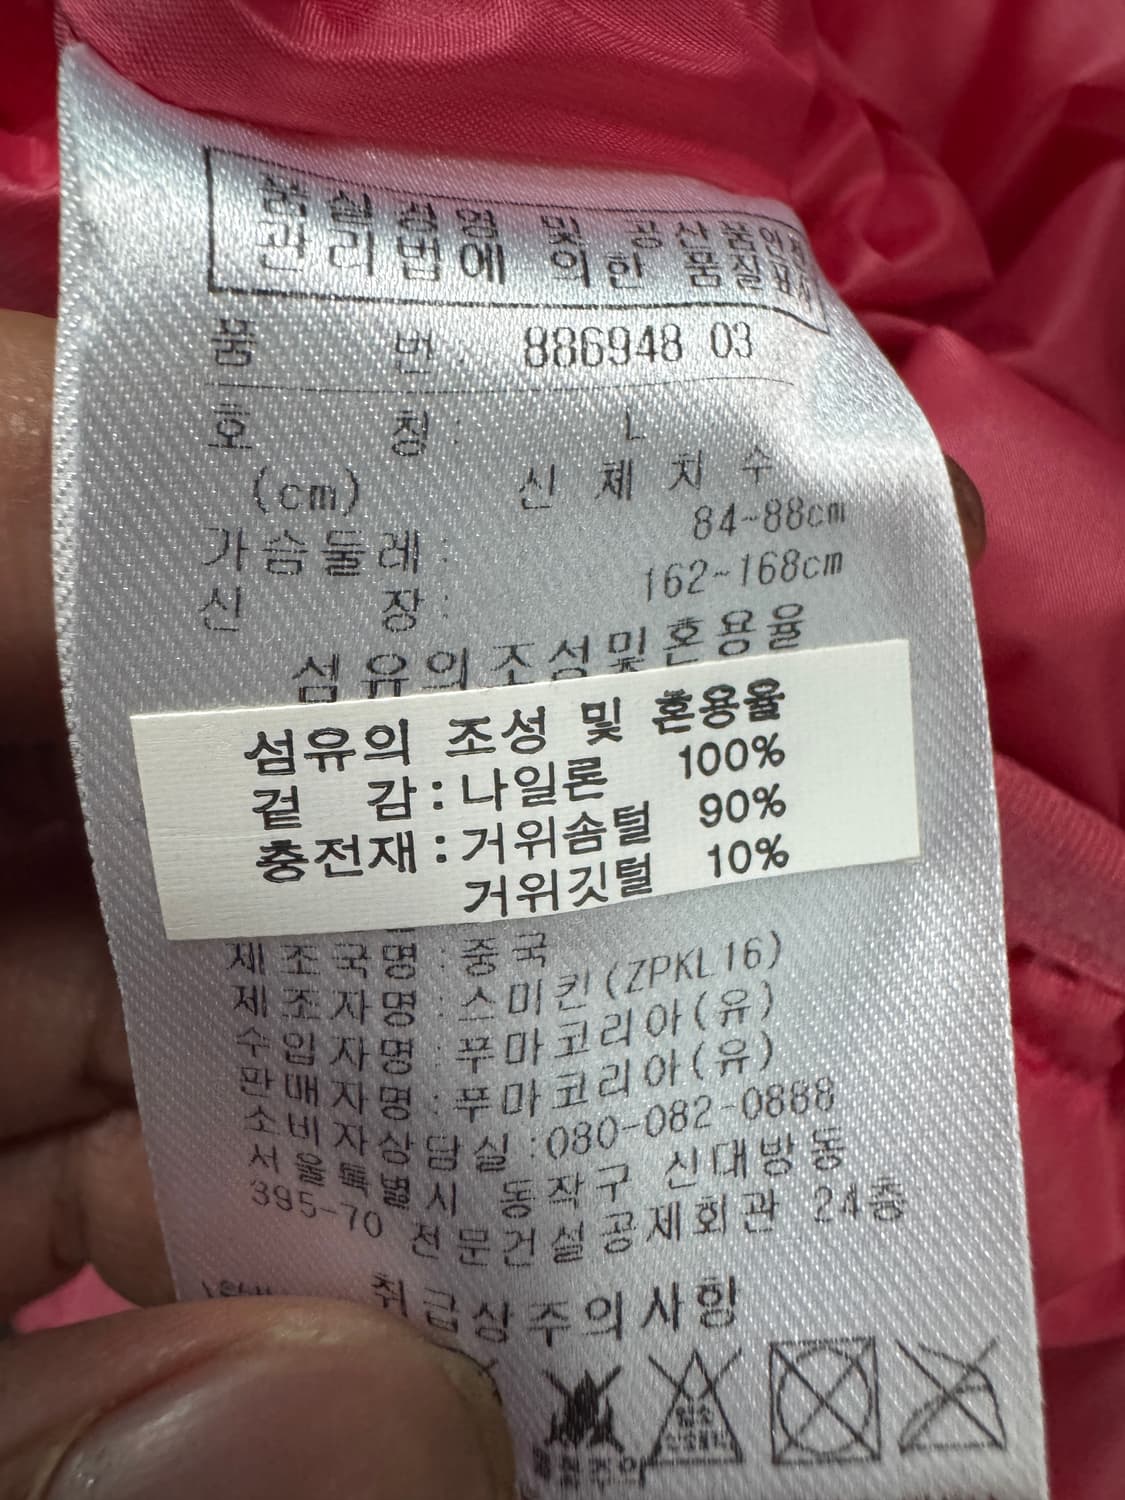 품질경영 및 공산품안전
관리법에 의한 품질표시
품 번 : 886948 03
호 칭 : L
(cm) 신 체 치 수
가슴둘레 : 84~88cm
신 장 : 162~168cm
섬유의조성및혼용율
섬유의 조성 및 혼용율
겉 감 : 나일론 100%
충전재 : 거위솜털 90%
거위깃털 10%
제조국명 : 중국
제조자명 : 스미킨(ZPKL16)
수입자명 : 푸마코리아(유)
판매자명 : 푸마코리아(유)
소비자상담실 : 080-082-0888
서울특별시 동작구 신대방동
395-70 전문건설공제회관 24층
취급상주의사항
염소